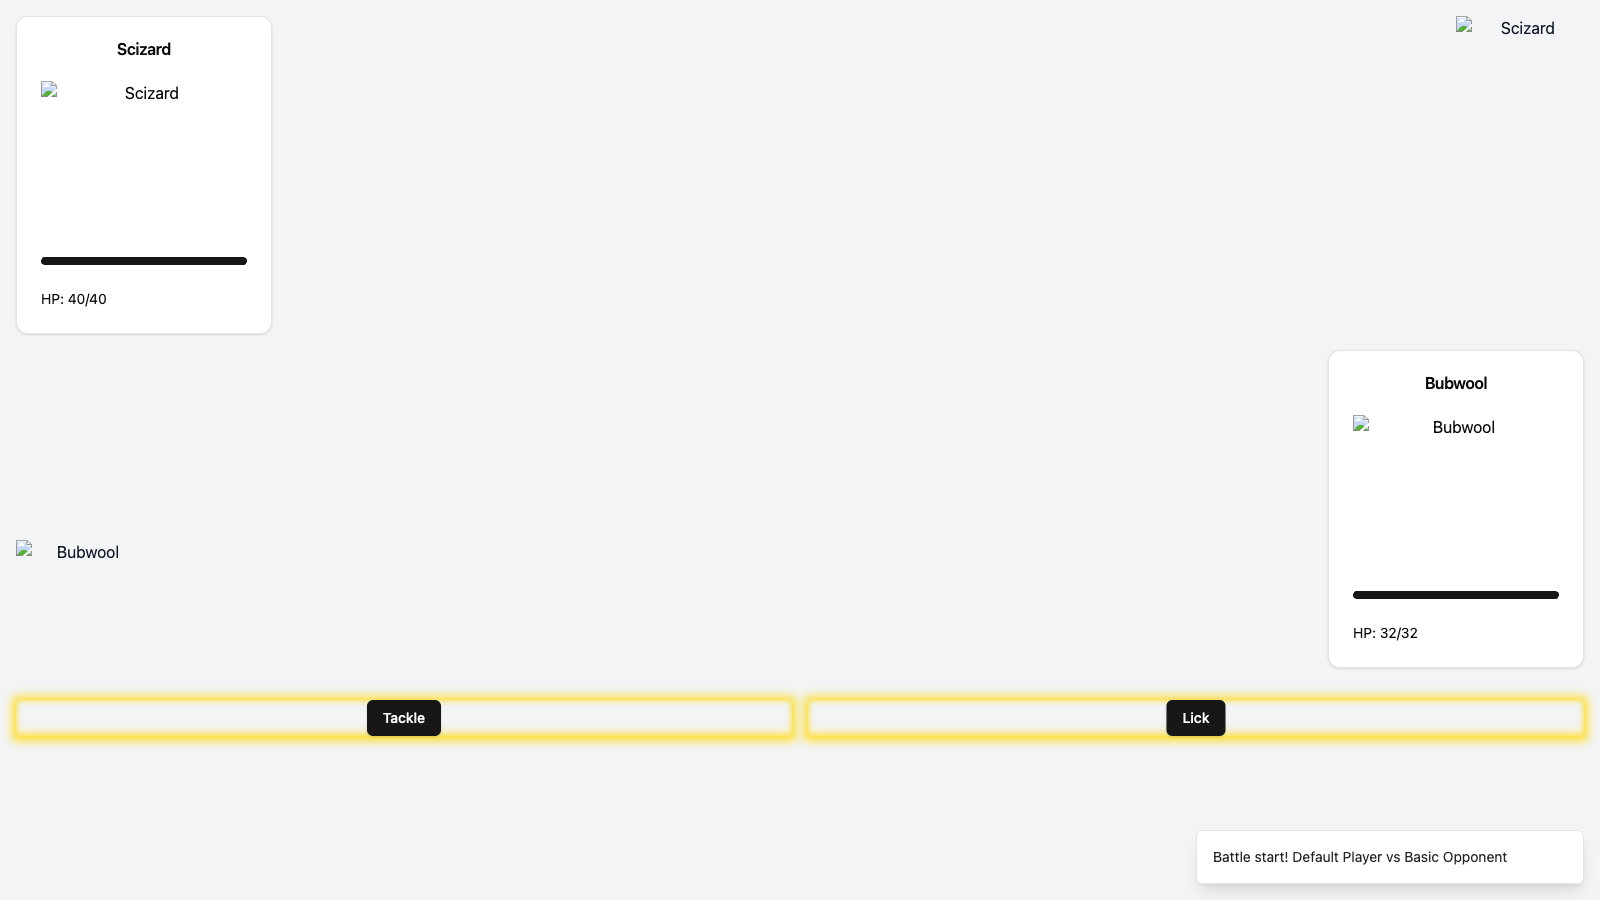 Scizard
Scizard
Scizard
HP: 40/40
Bubwool
Bubwool
HP: 32/32
Bubwool
Tackle
Lick
Battle start! Default Player vs Basic Opponent